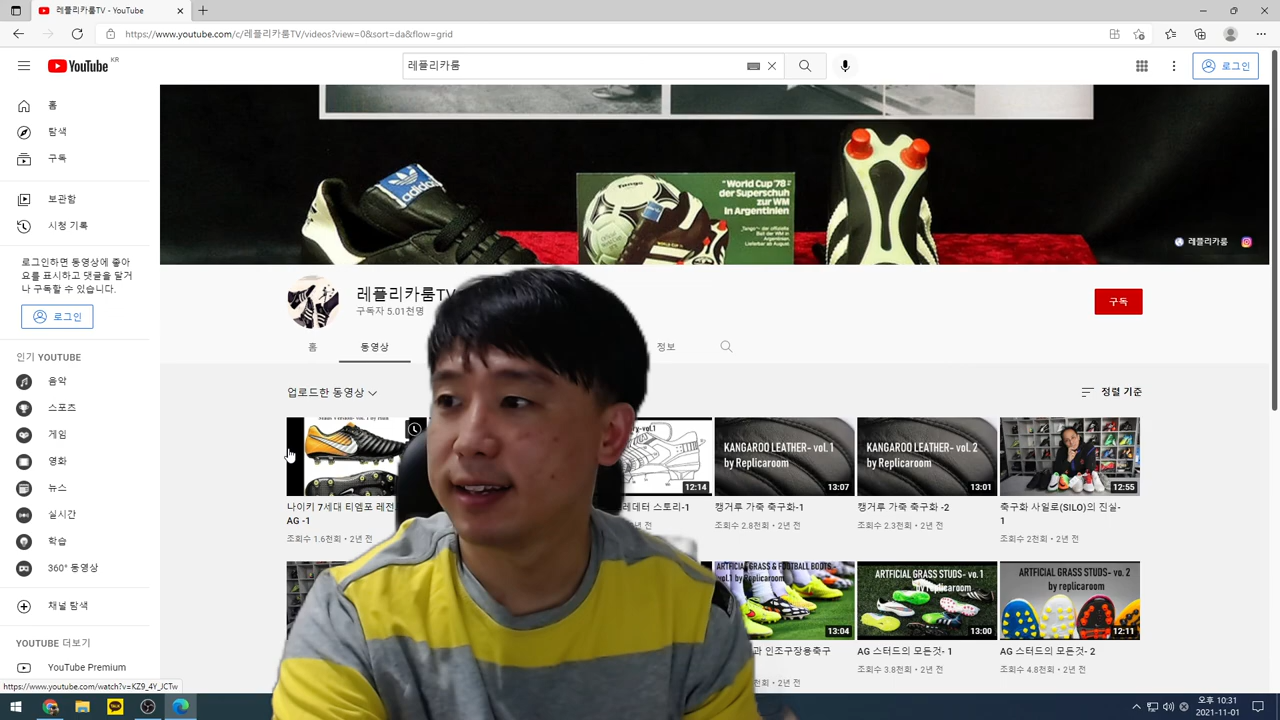 레플리카룸TV - YouTube
https://www.youtube.com/c/레플리카룸TV/videos?view=0&sort=da&flow=grid
YouTube KR
레플리카룸
로그인
홈
탐색
구독
보관함
시청 기록
로그인하면 동영상에 좋아
요를 표시하고 댓글을 달거
나 구독할 수 있습니다.
로그인
인기 YOUTUBE
음악
스포츠
게임
영화
뉴스
실시간
학습
360° 동영상
채널 탐색
YOUTUBE 더보기
YouTube Premium
https://www.youtube.com/watch?v=KZ9_4Y_JCTw
adidas
Tango
"World Cup '78"
der Superschuh
zur WM
in Argentinien
레플리카룸
레플리카룸TV
구독자 5.01천명
구독
홈
동영상
정보
업로드한 동영상
정렬 기준
나이키 7세대 티엠포 레전
AG -1
조회수 1.6천회 • 2년 전
12:14
레데터 스토리-1
년 전
KANGAROO LEATHER- vol. 1
by Replicaroom
13:07
캥거루 가죽 축구화-1
조회수 2.8천회 • 2년 전
KANGAROO LEATHER- vol. 2
by Replicaroom
13:01
캥거루 가죽 축구화 -2
조회수 2.3천회 • 2년 전
12:55
축구화 사일로(SILO)의 진실-
1
조회수 2천회 • 2년 전
ARTFICIAL GRASS & FOOTBALL BOOTS -
vol.1 by Replicaroom
13:04
과 인조구장용축구
• 2년 전
ARTFICIAL GRASS STUDS- vo. 1
by replicaroom
13:00
AG 스터드의 모든것- 1
조회수 3.8천회 • 2년 전
ARTFICIAL GRASS STUDS- vo. 2
by replicaroom
12:11
AG 스터드의 모든것- 2
조회수 4.8천회 • 2년 전
오후 10:31
2021-11-01